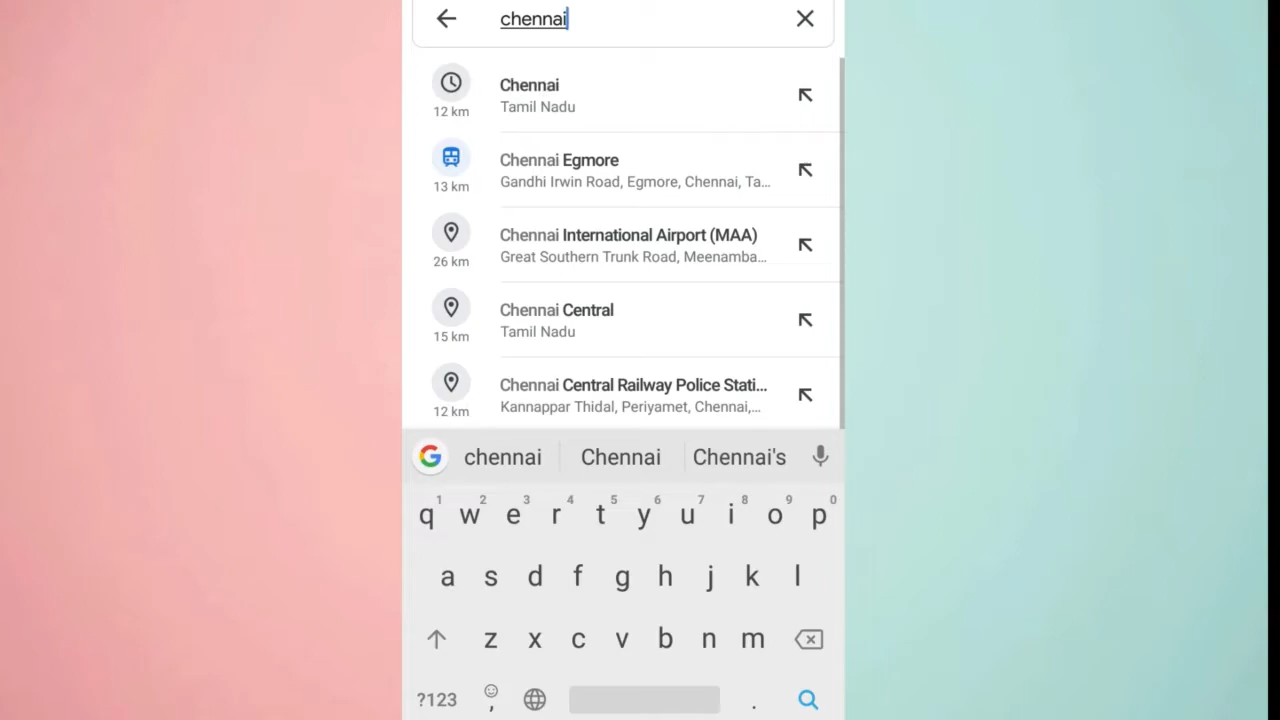 chennai
Chennai
12 km
Tamil Nadu
Chennai Egmore
13 km
Gandhi Irwin Road, Egmore, Chennai, Ta...
Chennai International Airport (MAA)
26 km
Great Southern Trunk Road, Meenamba...
Chennai Central
15 km
Tamil Nadu
Chennai Central Railway Police Stati...
12 km
Kannappar Thidal, Periyamet, Chennai,...
G chennai Chennai Chennai's
1 2 3 4 5 6 7 8 9 0
q w e r t y u i o p
a s d f g h j k l
z x c v b n m
?123 , .